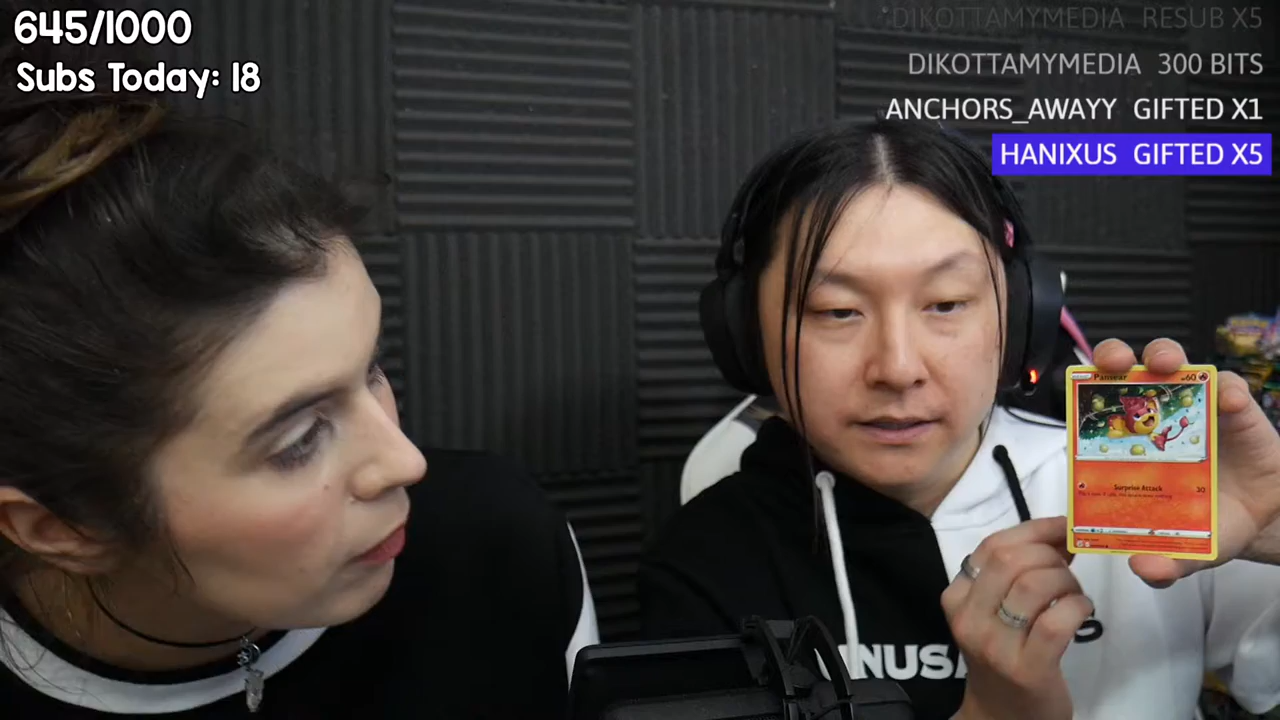 645/1000
Subs Today: 18
DIKOTTAMYMEDIA RESUB X5
DIKOTTAMYMEDIA 300 BITS
ANCHORS_AWAYY GIFTED X1
HANIXUS GIFTED X5
Pansear 60
Surprise Attack 30
NUSA